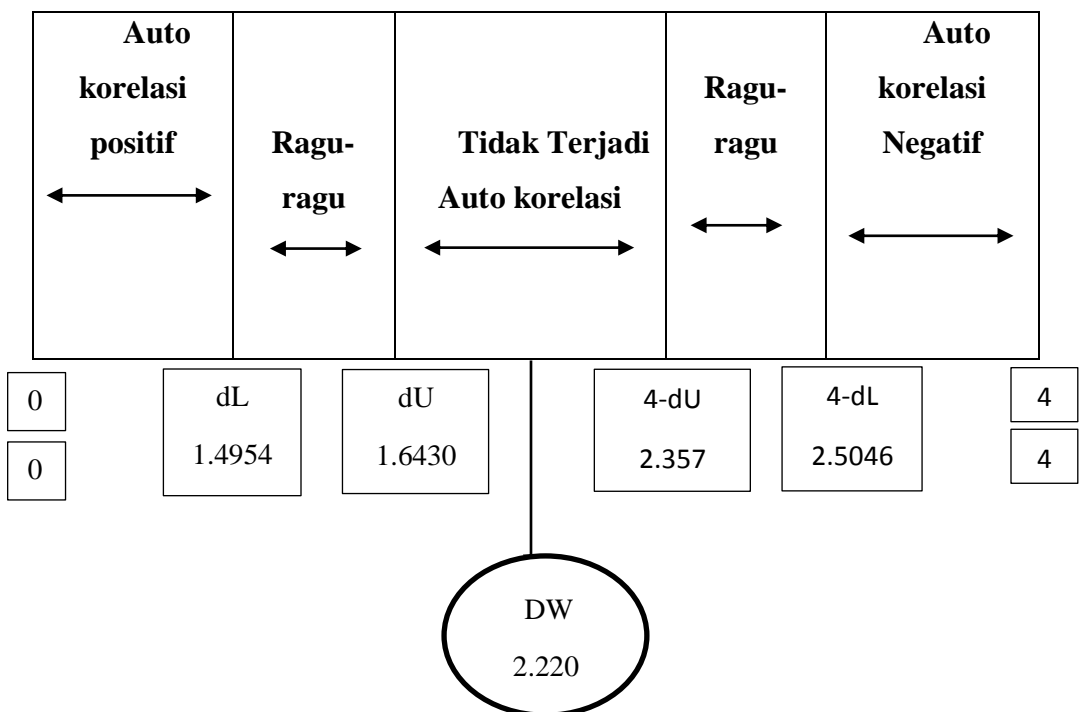 Auto
korelasi
positif
Ragu-
ragu
Tidak Terjadi
Auto korelasi
Ragu-
ragu
Auto
korelasi
Negatif
0
0
dL
1.4954
dU
1.6430
4-dU
2.357
4-dL
2.5046
4
4
DW
2.220